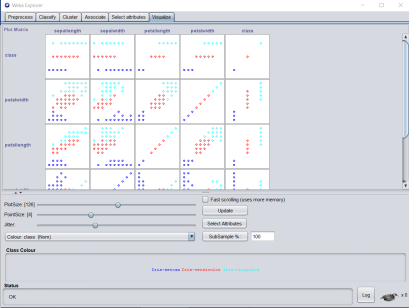 Weka Explorer
Preprocess Classify Cluster Associate Select attributes Visualize
Plot Matrix sepallength sepalwidth petallength petalwidth class
class
petalwidth
petallength
PlotSize: [126]
PointSize: [4]
Jitter:
Fast scrolling (uses more memory)
Update
Select Attributes
Colour: class (Nom)
SubSample %: 100
Class Colour
Iris-setosa Iris-versicolor Iris-virginica
Status
OK
Log
x 0